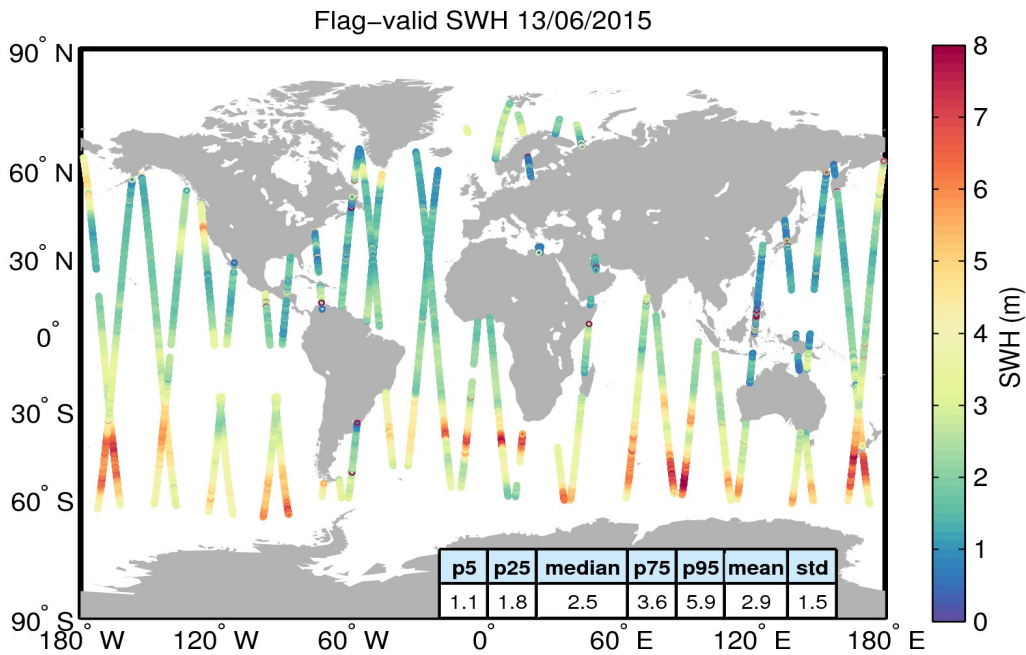 Flag−valid SWH 13/06/2015
90° N
60° N
30° N
0°
30° S
60° S
90° S
180° W
120° W
60° W
0°
60° E
120° E
180° E
p5 p25 median p75 p95 mean std
1.1 1.8 2.5 3.6 5.9 2.9 1.5
8
7
6
5
4
3
2
1
0
SWH (m)